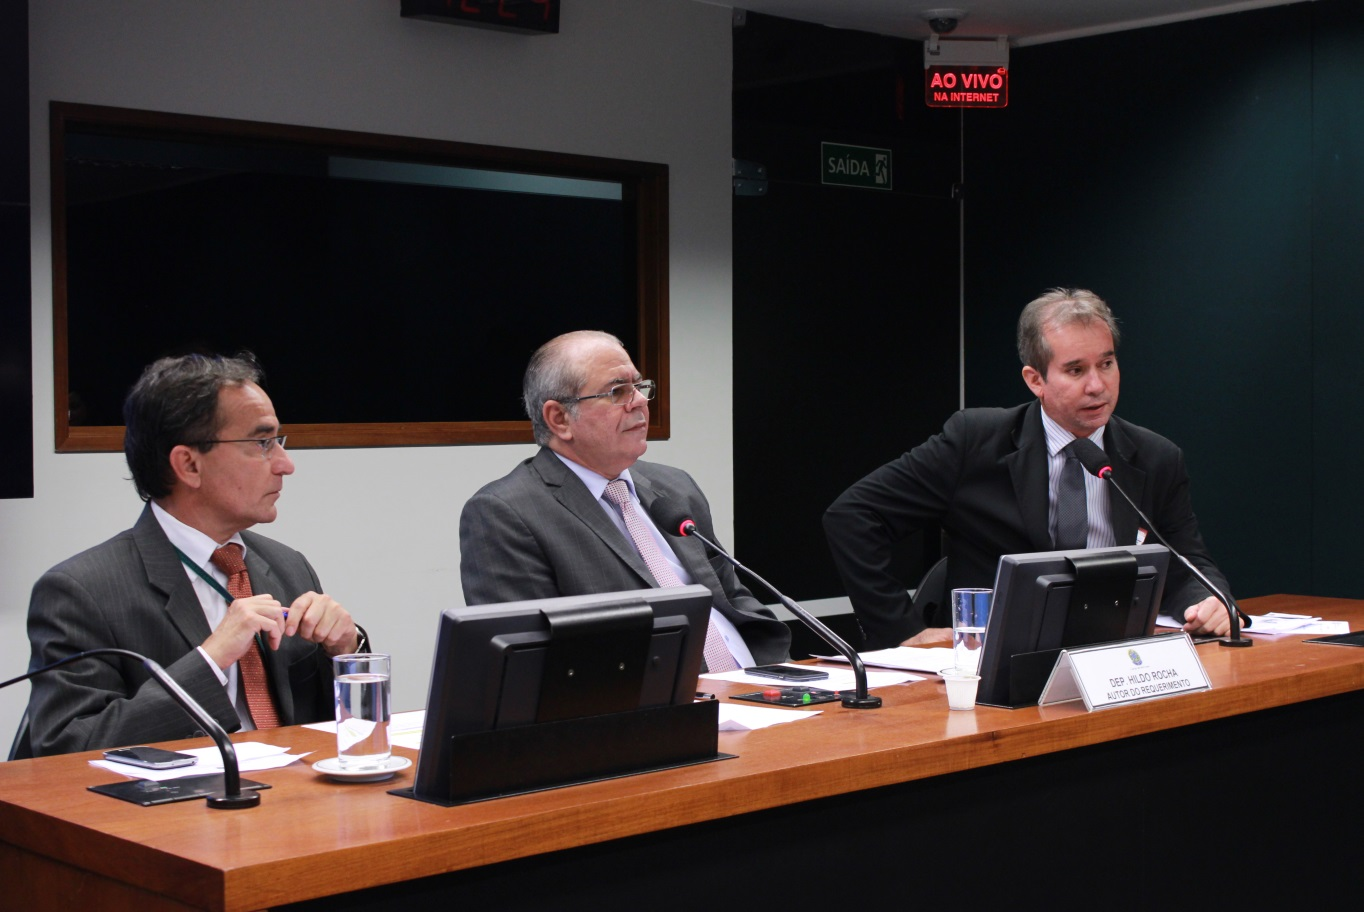 AO VIVO
NA INTERNET
SAÍDA
DEP. HILDO ROCHA
AUTOR DO REQUERIMENTO